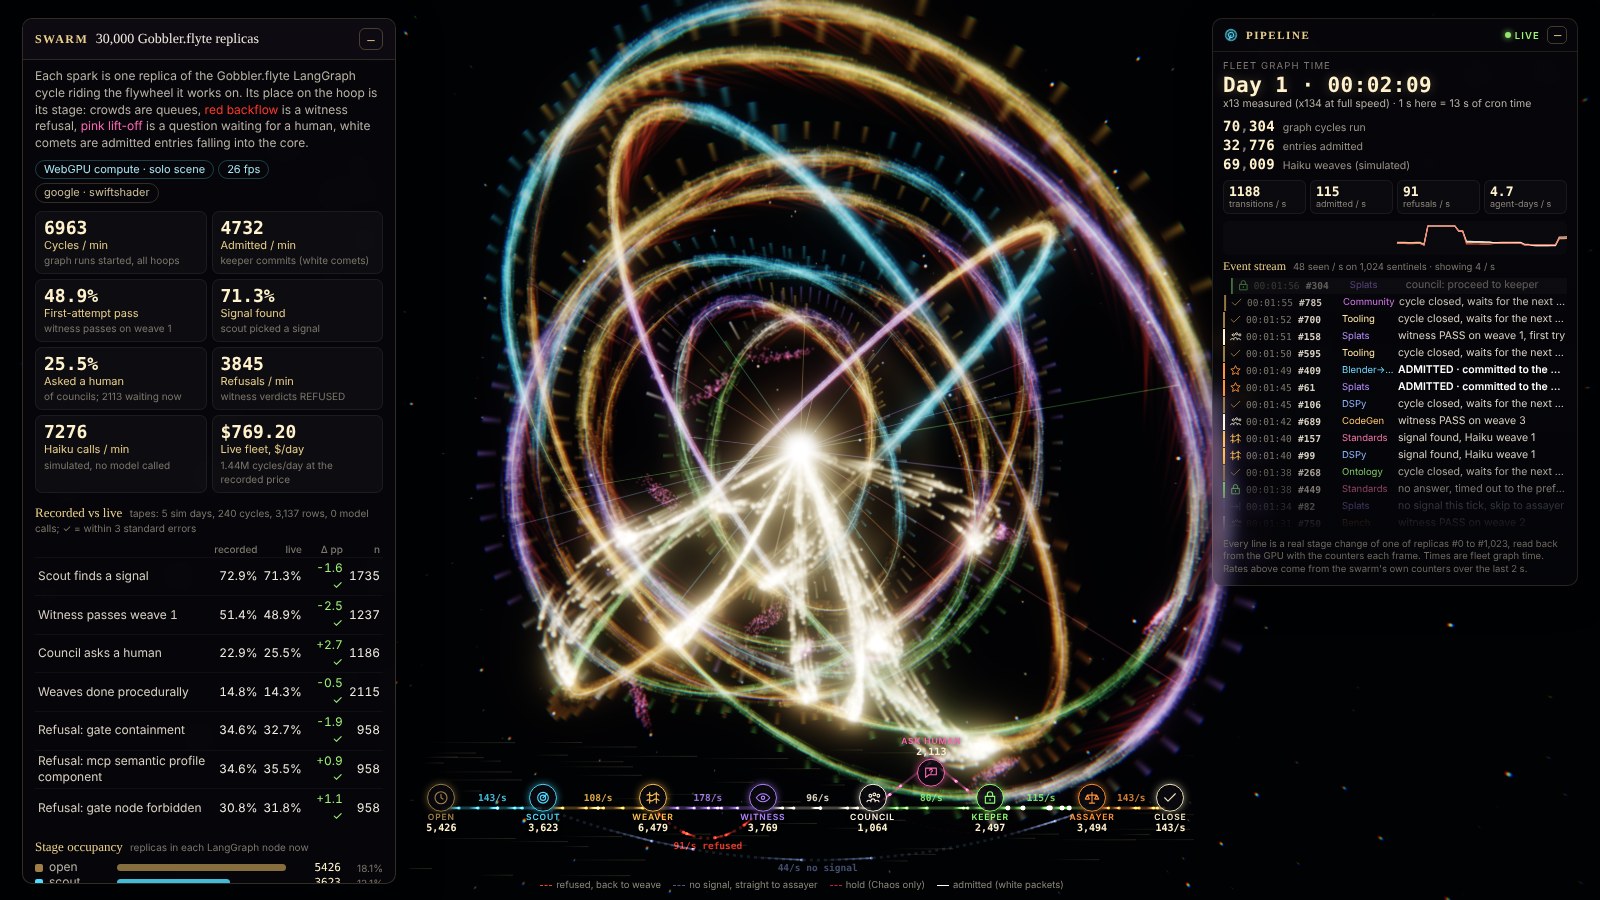 SWARM 30,000 Gobbler.flyte replicas
–
Each spark is one replica of the Gobbler.flyte LangGraph
cycle riding the flywheel it works on. Its place on the hoop is
its stage: crowds are queues, red backflow is a witness
refusal, pink lift-off is a question waiting for a human, white
comets are admitted entries falling into the core.
WebGPU compute · solo scene 26 fps
google · swiftshader
6963
Cycles / min
graph runs started, all hoops
4732
Admitted / min
keeper commits (white comets)
48.9%
First-attempt pass
witness passes on weave 1
71.3%
Signal found
scout picked a signal
25.5%
Asked a human
of councils; 2113 waiting now
3845
Refusals / min
witness verdicts REFUSED
7276
Haiku calls / min
simulated, no model called
$769.20
Live fleet, $/day
1.44M cycles/day at the
recorded price
Recorded vs live tapes: 5 sim days, 240 cycles, 3,137 rows, 0 model
calls; ✓ = within 3 standard errors
recorded live Δ pp n
Scout finds a signal 72.9% 71.3% -1.6 ✓ 1735
Witness passes weave 1 51.4% 48.9% -2.5 ✓ 1237
Council asks a human 22.9% 25.5% +2.7 ✓ 1186
Weaves done procedurally 14.8% 14.3% -0.5 ✓ 2115
Refusal: gate containment 34.6% 32.7% -1.9 ✓ 958
Refusal: mcp semantic profile
component 34.6% 35.5% +0.9 ✓ 958
Refusal: gate node forbidden 30.8% 31.8% +1.1 ✓ 958
Stage occupancy replicas in each LangGraph node now
open 5426 18.1%
scout 3623 12.1%
ASK HUMAN
2,113
143/s 108/s 178/s 96/s 80/s 115/s 143/s
OPEN SCOUT WEAVER WITNESS COUNCIL KEEPER ASSAYER CLOSE
5,426 3,623 6,479 3,769 1,064 2,497 3,494 143/s
91/s refused
44/s no signal
refused, back to weave no signal, straight to assayer hold (Chaos only) admitted (white packets)
PIPELINE LIVE –
FLEET GRAPH TIME
Day 1 · 00:02:09
x13 measured (x134 at full speed) · 1 s here = 13 s of cron time
70,304 graph cycles run
32,776 entries admitted
69,009 Haiku weaves (simulated)
1188
transitions / s
115
admitted / s
91
refusals / s
4.7
agent-days / s
Event stream 48 seen / s on 1,024 sentinels · showing 4 / s
00:01:56 #304 Splats council: proceed to keeper
00:01:55 #785 Community cycle closed, waits for the next ...
00:01:52 #700 Tooling cycle closed, waits for the next ...
00:01:51 #158 Splats witness PASS on weave 1, first try
00:01:50 #595 Tooling cycle closed, waits for the next ...
00:01:49 #409 Blender→... ADMITTED · committed to the ...
00:01:45 #61 Splats ADMITTED · committed to the ...
00:01:45 #106 DSPy cycle closed, waits for the next ...
00:01:42 #689 CodeGen witness PASS on weave 3
00:01:40 #157 Standards signal found, Haiku weave 1
00:01:40 #99 DSPy signal found, Haiku weave 1
00:01:38 #268 Ontology cycle closed, waits for the next ...
00:01:38 #449 Standards no answer, timed out to the pref...
00:01:34 #82 Splats no signal this tick, skip to assayer
#750 Bench witness PASS on weave 2
Every line is a real stage change of one of replicas #0 to #1,023, read back
from the GPU with the counters each frame. Times are fleet graph time.
Rates above come from the swarm's own counters over the last 2 s.